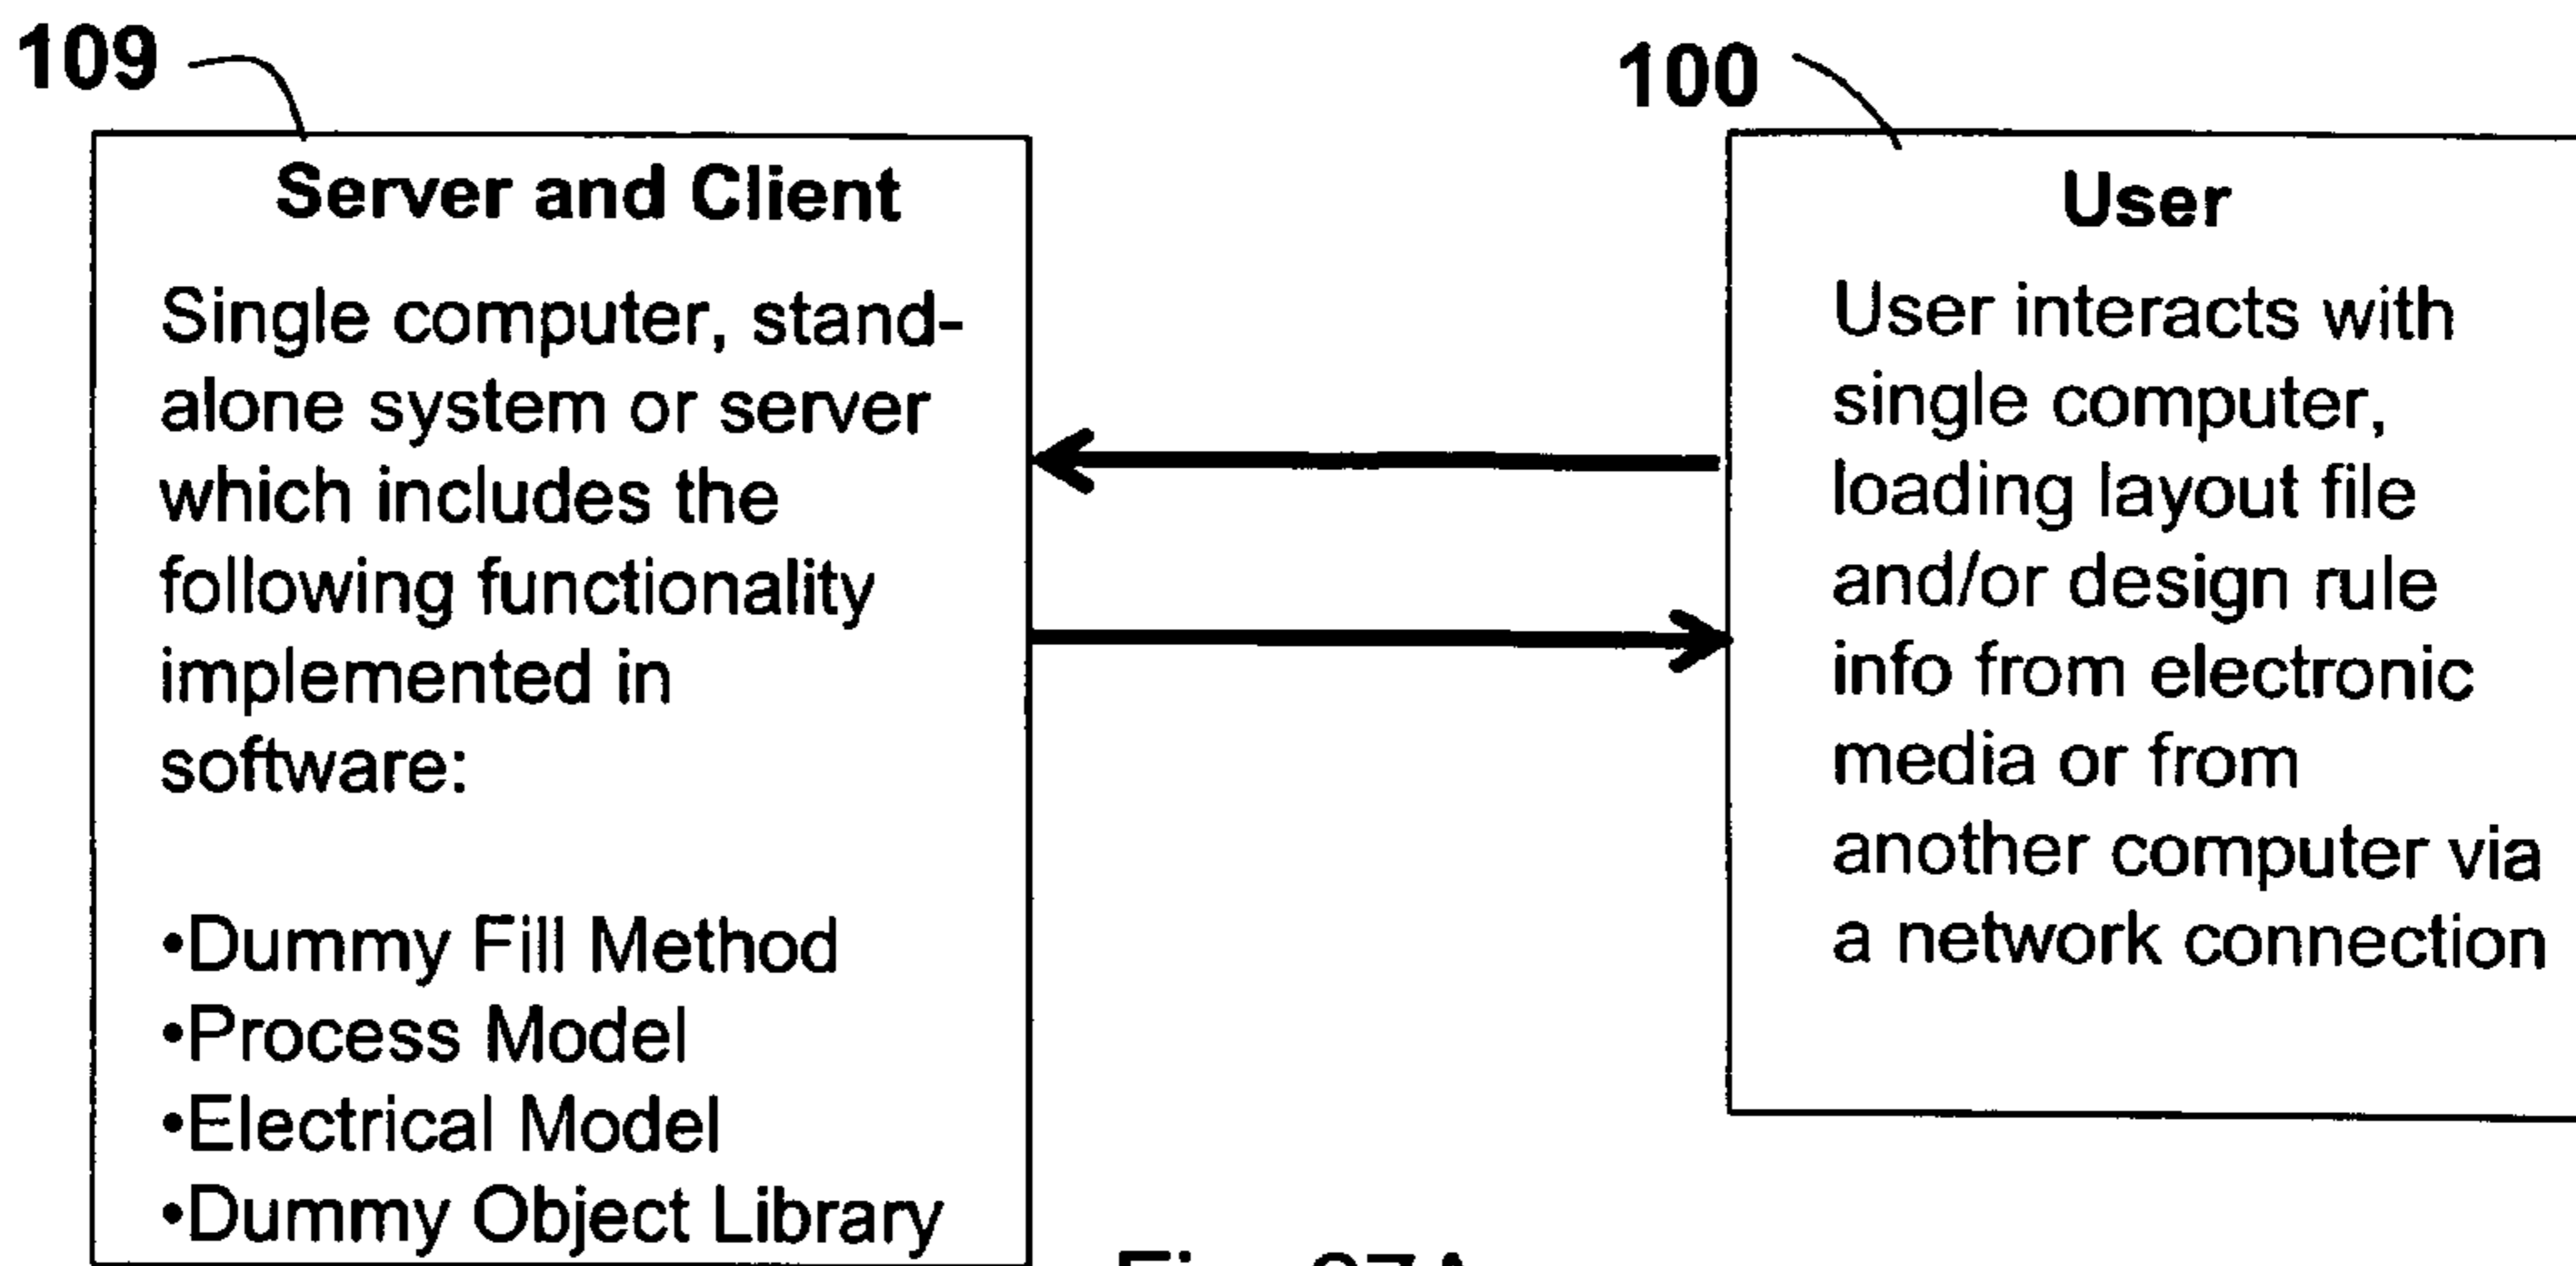 109
Server and Client
Single computer, stand-
alone system or server
which includes the
following functionality
implemented in
software:
•Dummy Fill Method
•Process Model
•Electrical Model
•Dummy Object Library
100
User
User interacts with
single computer,
loading layout file
and/or design rule
info from electronic
media or from
another computer via
a network connection